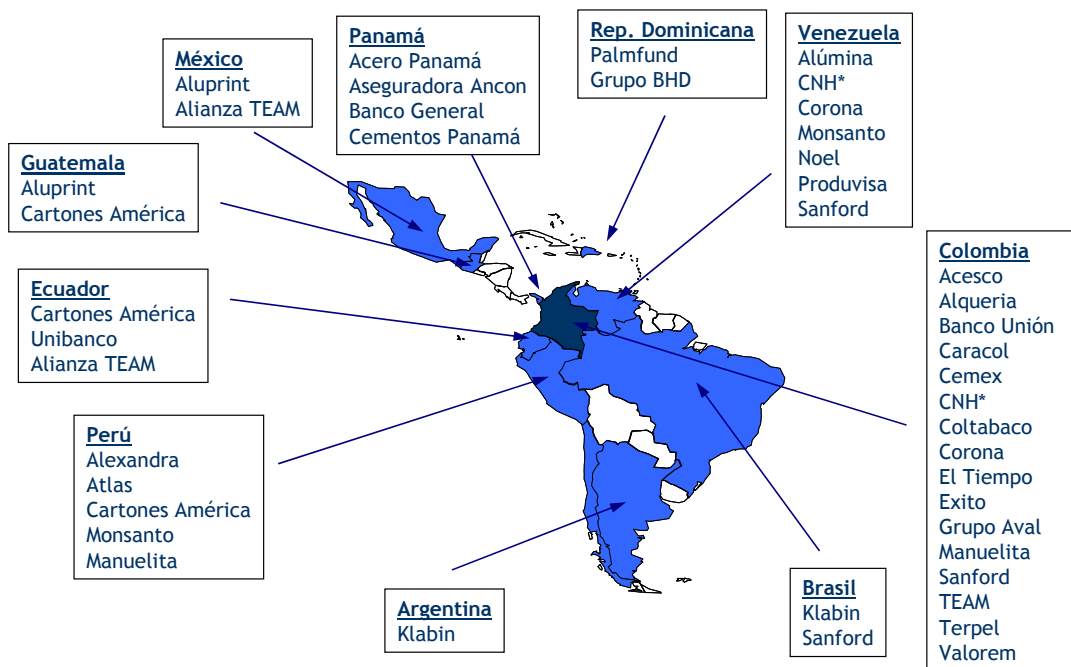 México
Aluprint
Alianza TEAM
Panamá
Acero Panamá
Aseguradora Ancon
Banco General
Cementos Panamá
Rep. Dominicana
Palmfund
Grupo BHD
Venezuela
Alúmina
CNH*
Corona
Monsanto
Noel
Produvisa
Sanford
Guatemala
Aluprint
Cartones América
Ecuador
Cartones América
Unibanco
Alianza TEAM
Colombia
Acesco
Alqueria
Banco Unión
Caracol
Cemex
CNH*
Coltabaco
Corona
El Tiempo
Exito
Grupo Aval
Manuelita
Sanford
TEAM
Terpel
Valorem
Perú
Alexandra
Atlas
Cartones América
Monsanto
Manuelita
Argentina
Klabin
Brasil
Klabin
Sanford